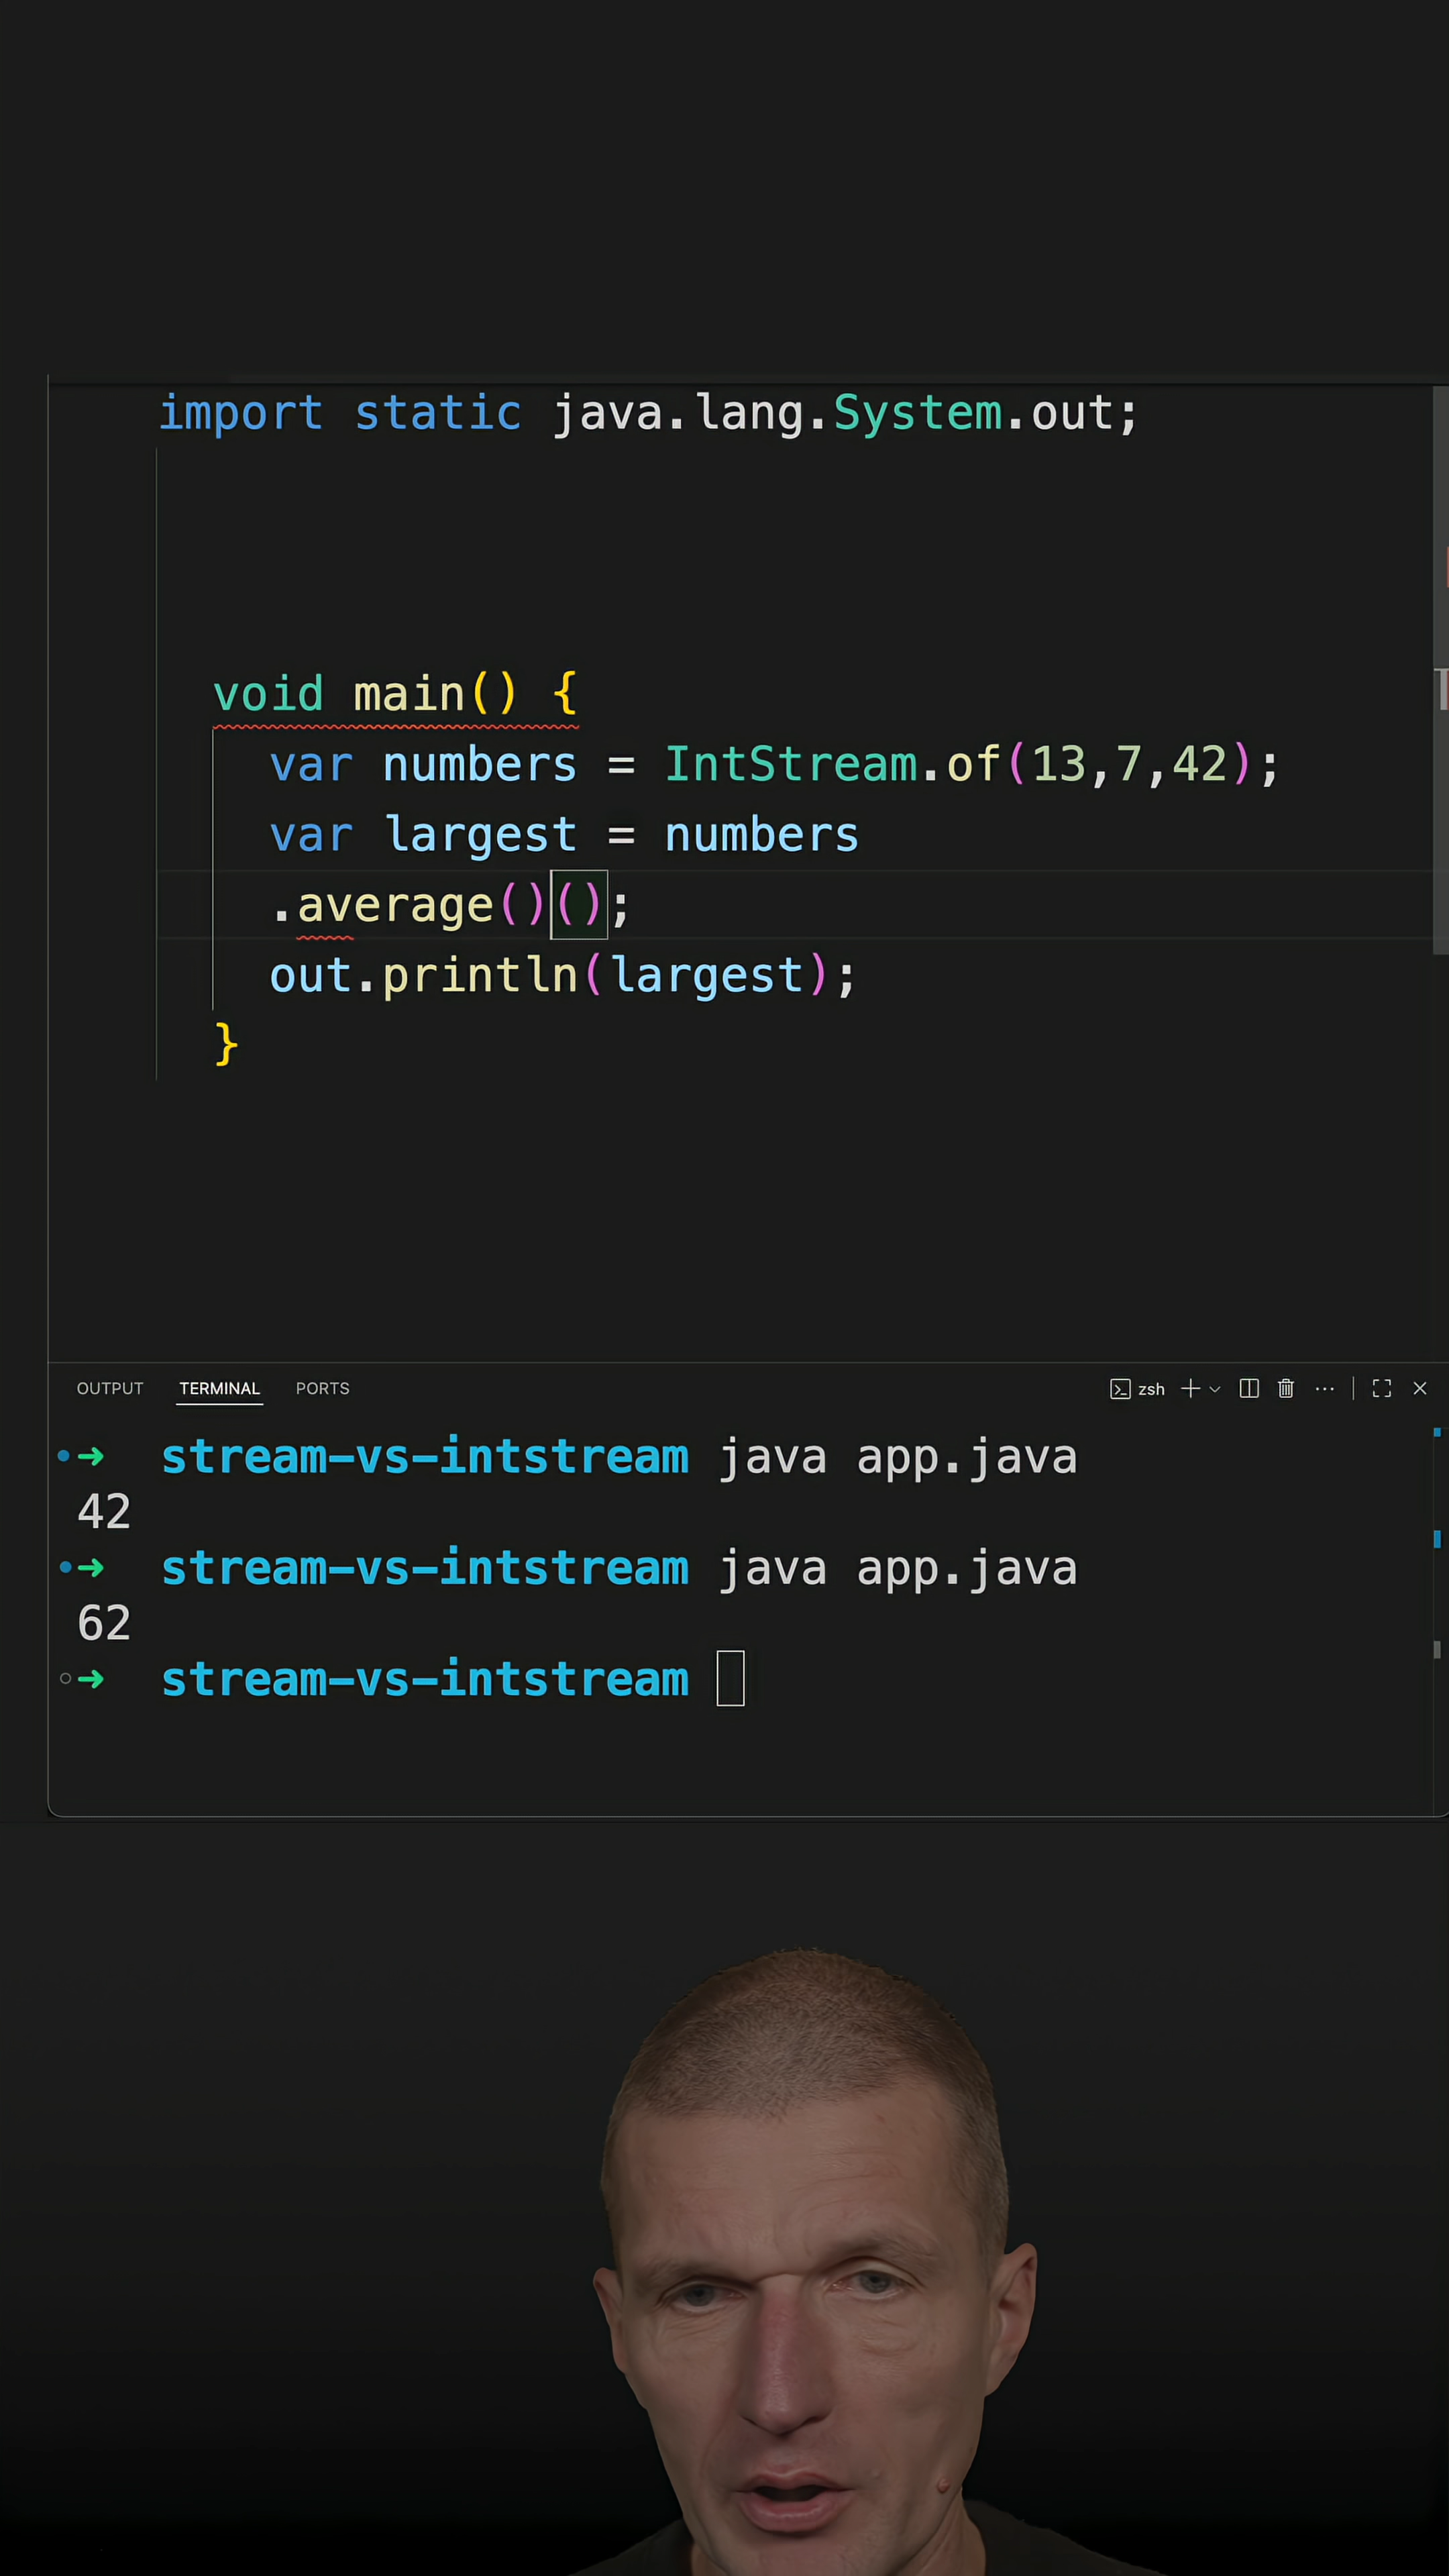 import static java.lang.System.out;
void main() {
var numbers = IntStream.of(13,7,42);
var largest = numbers
.average()();
out.println(largest);
}
OUTPUT TERMINAL PORTS zsh
→ stream-vs-intstream java app.java
42
→ stream-vs-intstream java app.java
62
→ stream-vs-intstream